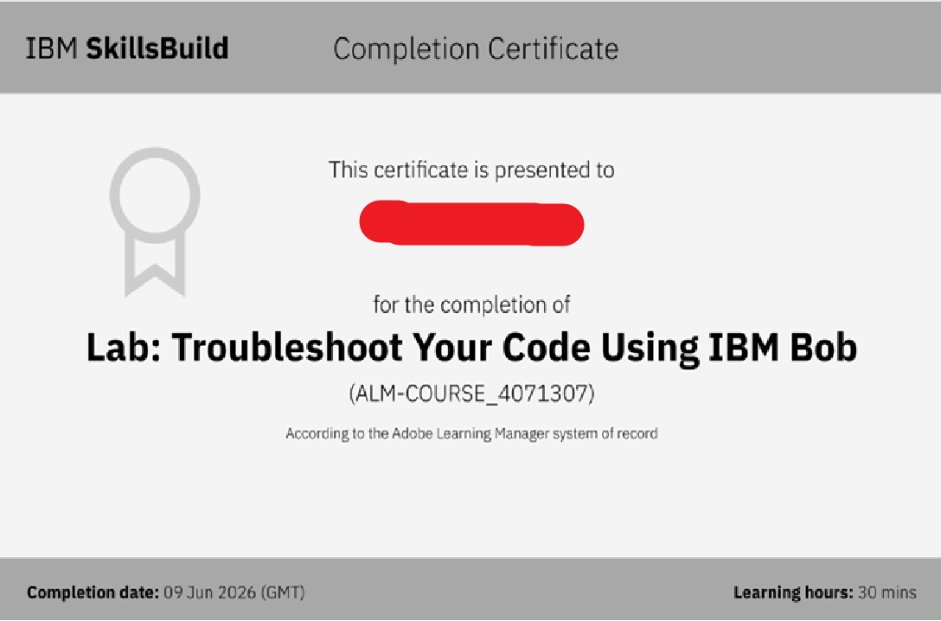 IBM SkillsBuild
Completion Certificate
This certificate is presented to
for the completion of
Lab: Troubleshoot Your Code Using IBM Bob
(ALM-COURSE_4071307)
According to the Adobe Learning Manager system of record
Completion date: 09 Jun 2026 (GMT)
Learning hours: 30 mins